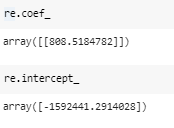 re.coef_
array([[808.5184782]])
re.intercept_
array([-1592441.2914028])